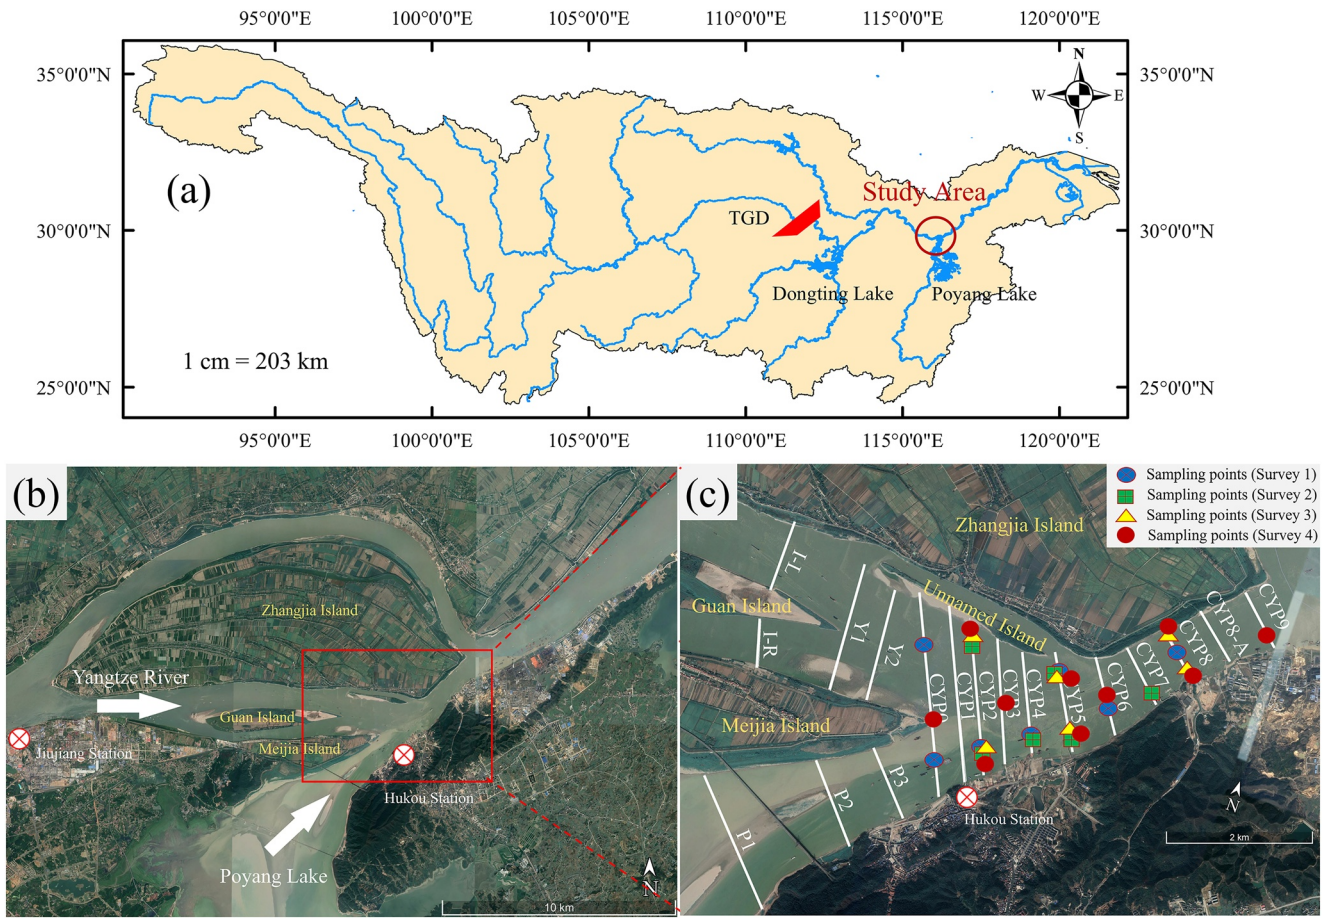 95°0'0"E 100°0'0"E 105°0'0"E 110°0'0"E 115°0'0"E 120°0'0"E
35°0'0"N 35°0'0"N
N
W E
S
(a)
Study Area
TGD
30°0'0"N 30°0'0"N
Dongting Lake Poyang Lake
1 cm = 203 km
25°0'0"N 25°0'0"N
95°0'0"E 100°0'0"E 105°0'0"E 110°0'0"E 115°0'0"E 120°0'0"E
(b)
Zhangjia Island
Yangtze River
Guan Island
Meijia Island
Jiujiang Station
Hukou Station
Poyang Lake
N
10 km
(c)
Sampling points (Survey 1)
Sampling points (Survey 2)
Sampling points (Survey 3)
Sampling points (Survey 4)
Zhangjia Island
Unnamed Island
Guan Island
Meijia Island
I-L
I-R
Y1
Y2
P1
P2
P3
CYP0
CYP1
CYP2
CYP3
CYP4
CYP5
CYP6
CYP7
CYP8
CYP8-A
CYP9
Hukou Station
N
2 km